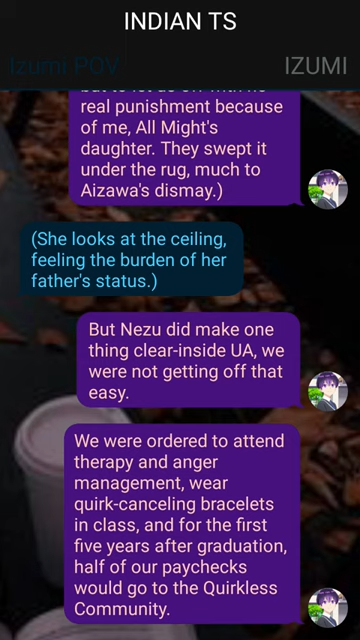 INDIAN TS
Izumi POV
IZUMI
real punishment because
of me, All Might's
daughter. They swept it
under the rug, much to
Aizawa's dismay.)
(She looks at the ceiling,
feeling the burden of her
father's status.)
But Nezu did make one
thing clear-inside UA, we
were not getting off that
easy.
We were ordered to attend
therapy and anger
management, wear
quirk-canceling bracelets
in class, and for the first
five years after graduation,
half of our paychecks
would go to the Quirkless
Community.